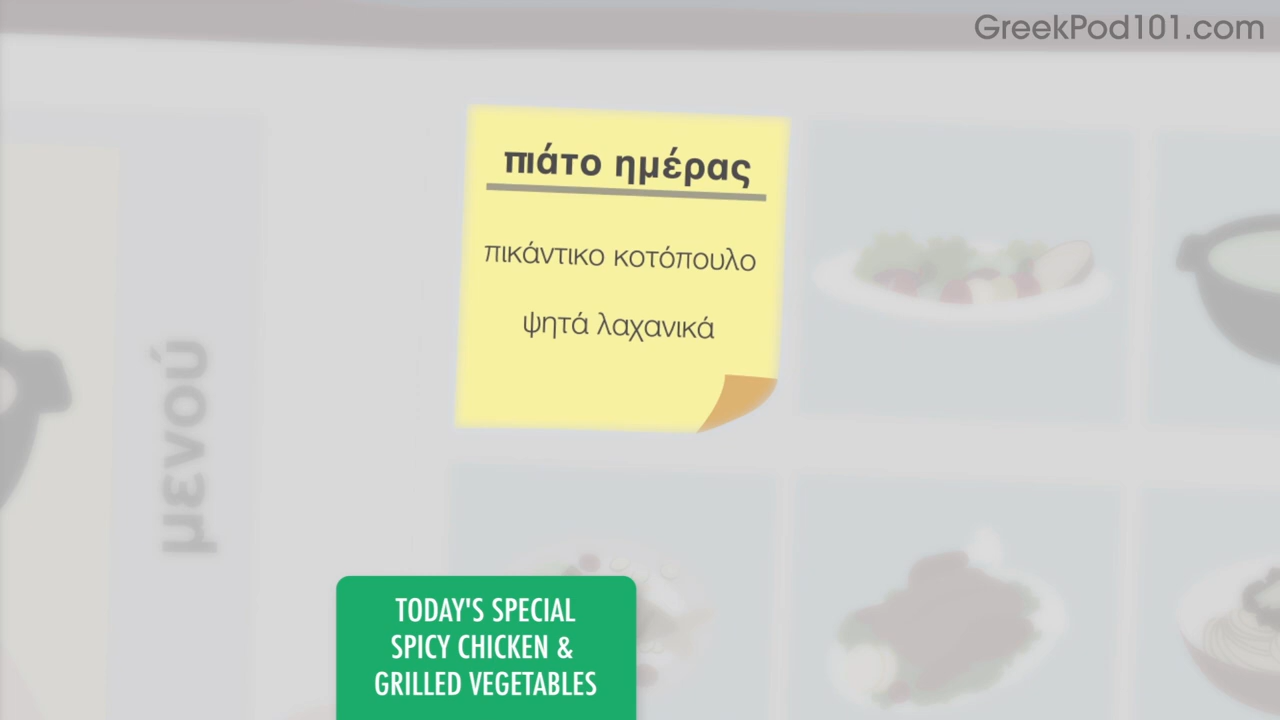 GreekPod101.com
πιάτο ημέρας
πικάντικο κοτόπουλο
ψητά λαχανικά
μενού
TODAY'S SPECIAL
SPICY CHICKEN &
GRILLED VEGETABLES